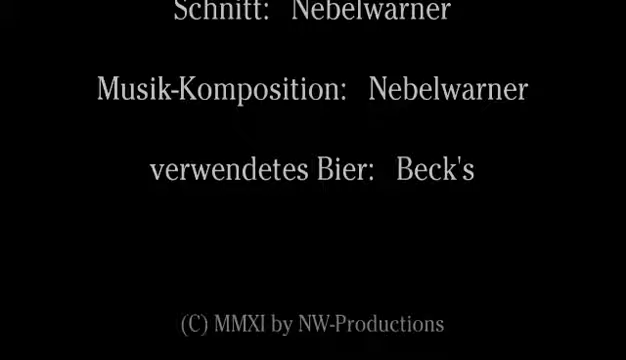 Schnitt: Nebelwarner
Musik-Komposition: Nebelwarner
verwendetes Bier: Beck's
(C) MMXI by NW-Productions